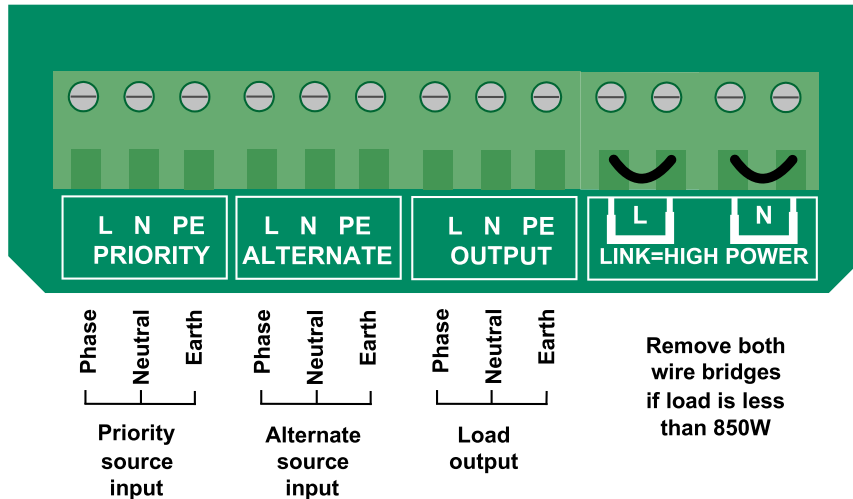 L N PE
PRIORITY
L N PE
ALTERNATE
L N PE
OUTPUT
L
N
LINK=HIGH POWER
Phase
Neutral
Earth
Priority
source
input
Phase
Neutral
Earth
Alternate
source
input
Phase
Neutral
Earth
Load
output
Remove both
wire bridges
if load is less
than 850W